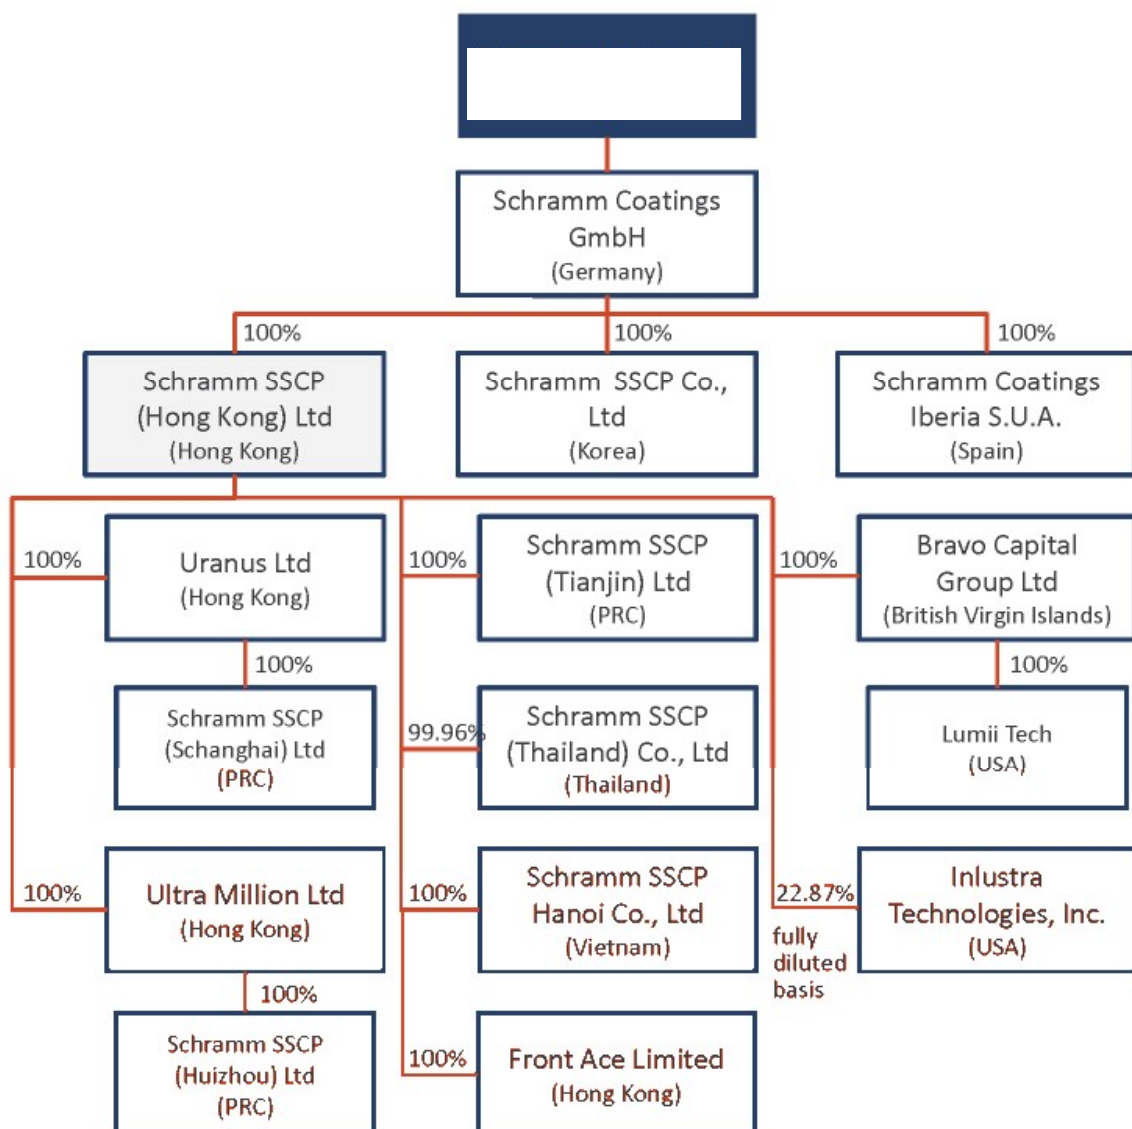 Schramm Coatings
GmbH
(Germany)
100%
100%
100%
Schramm SSCP
(Hong Kong) Ltd
(Hong Kong)
Schramm SSCP Co.,
Ltd
(Korea)
Schramm Coatings
Iberia S.U.A.
(Spain)
100%
Uranus Ltd
(Hong Kong)
100%
Schramm SSCP
(Tianjin) Ltd
(PRC)
100%
Bravo Capital
Group Ltd
(British Virgin Islands)
100%
100%
Schramm SSCP
(Schanghai) Ltd
(PRC)
99.96%
Schramm SSCP
(Thailand) Co., Ltd
(Thailand)
Lumii Tech
(USA)
100%
Ultra Million Ltd
(Hong Kong)
100%
Schramm SSCP
Hanoi Co., Ltd
(Vietnam)
22.87%
fully
diluted
basis
Inlustra
Technologies, Inc.
(USA)
100%
Schramm SSCP
(Huizhou) Ltd
(PRC)
100%
Front Ace Limited
(Hong Kong)